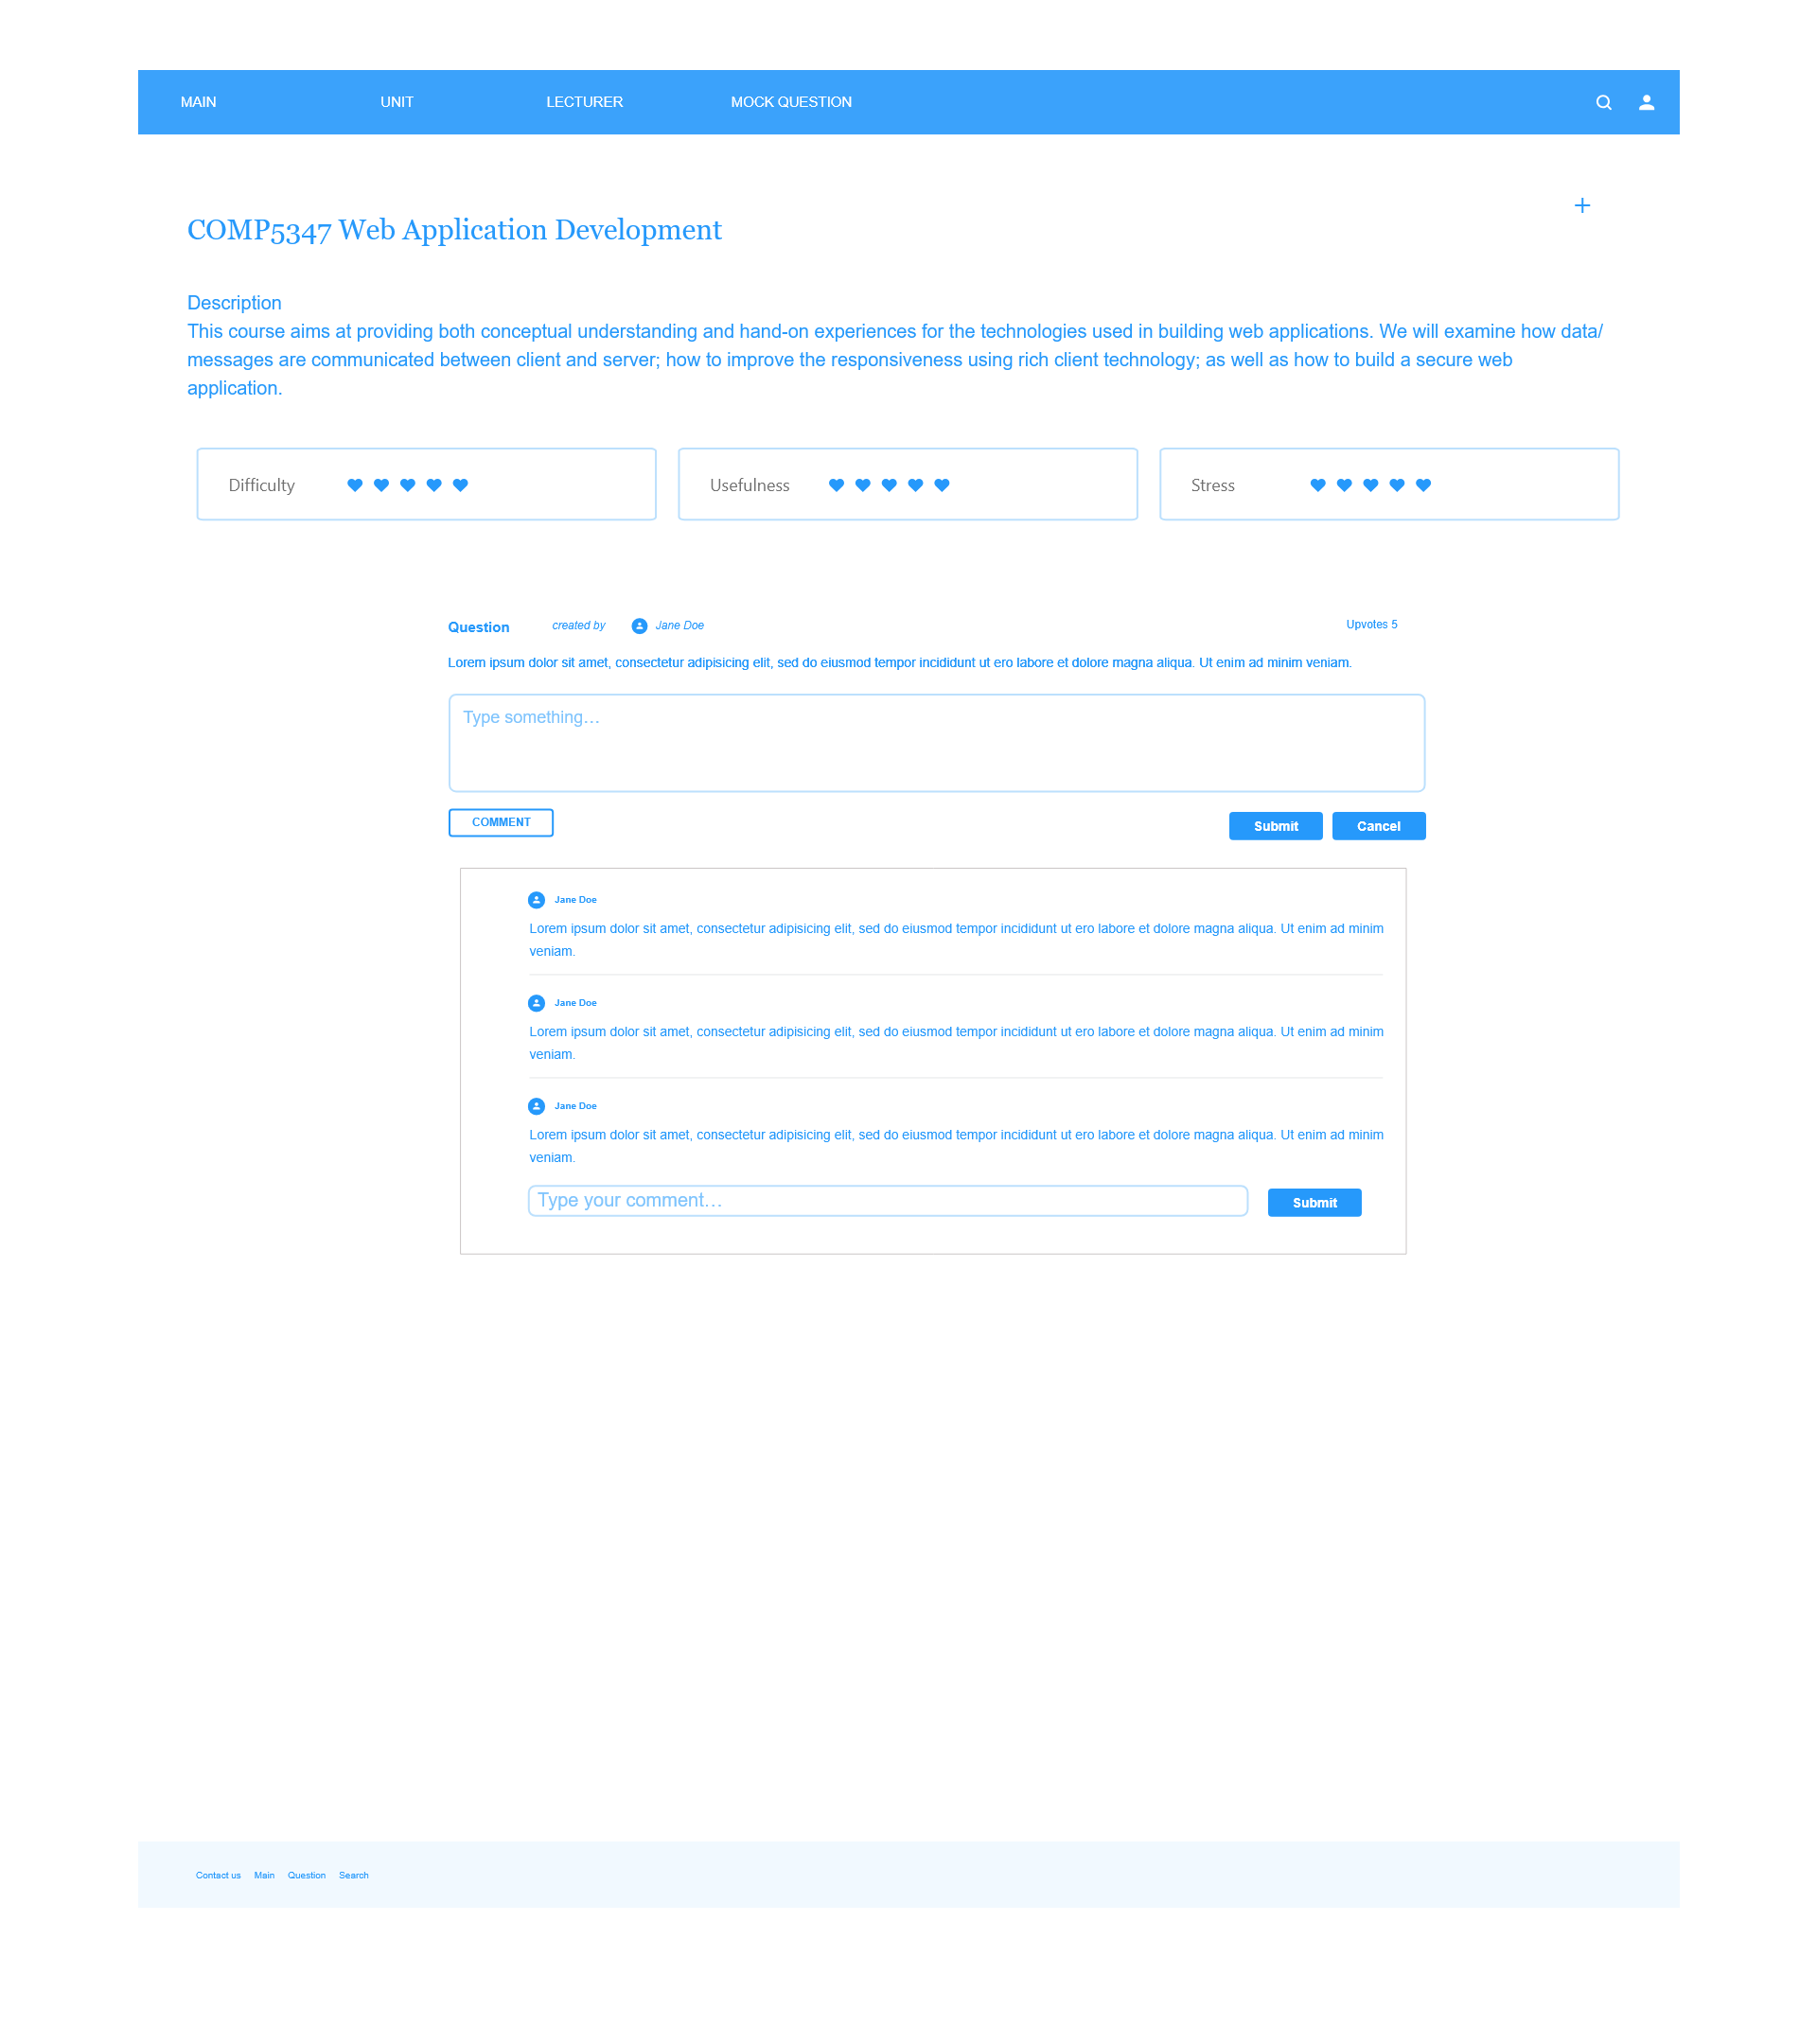 MAIN UNIT LECTURER MOCK QUESTION
COMP5347 Web Application Development
Description
This course aims at providing both conceptual understanding and hand-on experiences for the technologies used in building web applications. We will examine how data/
messages are communicated between client and server; how to improve the responsiveness using rich client technology; as well as how to build a secure web
application.
Difficulty Usefulness Stress
Question created by Jane Doe Upvotes 5
Lorem ipsum dolor sit amet, consectetur adipisicing elit, sed do eiusmod tempor incididunt ut ero labore et dolore magna aliqua. Ut enim ad minim veniam.
Type something...
COMMENT Submit Cancel
Jane Doe
Lorem ipsum dolor sit amet, consectetur adipisicing elit, sed do eiusmod tempor incididunt ut ero labore et dolore magna aliqua. Ut enim ad minim
veniam.
Jane Doe
Lorem ipsum dolor sit amet, consectetur adipisicing elit, sed do eiusmod tempor incididunt ut ero labore et dolore magna aliqua. Ut enim ad minim
veniam.
Jane Doe
Lorem ipsum dolor sit amet, consectetur adipisicing elit, sed do eiusmod tempor incididunt ut ero labore et dolore magna aliqua. Ut enim ad minim
veniam.
Type your comment... Submit
Contact us Main Question Search